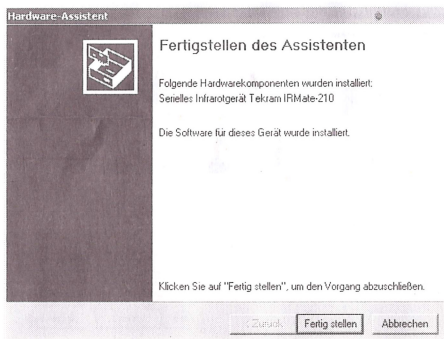 Hardware-Assistent
Fertigstellen des Assistenten
Folgende Hardwarekomponenten wurden installiert:
Serielles Infrarotgerät Tekram IRMate-210
Die Software für dieses Gerät wurde installiert.
Klicken Sie auf "Fertig stellen", um den Vorgang abzuschließen.
< Zurück
Fertig stellen
Abbrechen